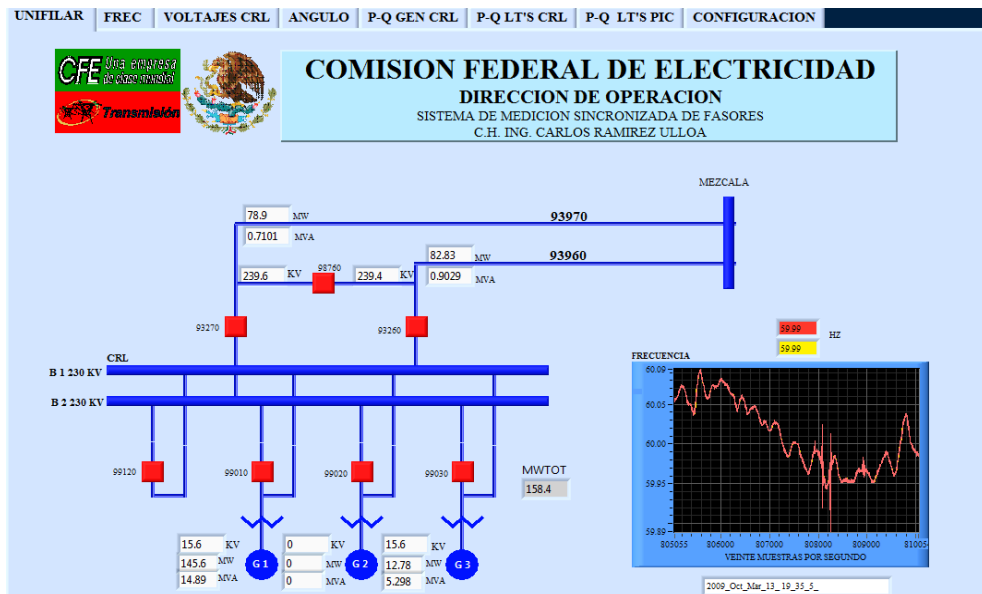 UNIFILAR FREC VOLTAJES CRL ANGULO P-Q GEN CRL P-Q LT'S CRL P-Q LT'S PIC CONFIGURACION
CFE Una empresa de clase mundial
Transmisión
COMISION FEDERAL DE ELECTRICIDAD
DIRECCION DE OPERACION
SISTEMA DE MEDICION SINCRONIZADA DE FASORES
C.H. ING. CARLOS RAMIREZ ULLOA
MEZCALA
78.9 MW
0.7101 MVA
93970
82.83 MW
0.9029 MVA
93960
239.6 KV
98760
239.4 KV
93270
93260
CRL
B 1 230 KV
B 2 230 KV
99120
99010
99020
99030
MWTOT
158.4
15.6 KV
145.6 MW
14.89 MVA
G 1
0 KV
0 MW
0 MVA
G 2
15.6 KV
12.78 MW
5.298 MVA
G 3
59.99
59.99
HZ
FRECUENCIA
60.09
60.05
60.00
59.95
59.89
805055 806000 807000 808000 809000 810054
VEINTE MUESTRAS POR SEGUNDO
2009_Oct_Mar_13_ 19_35_5_